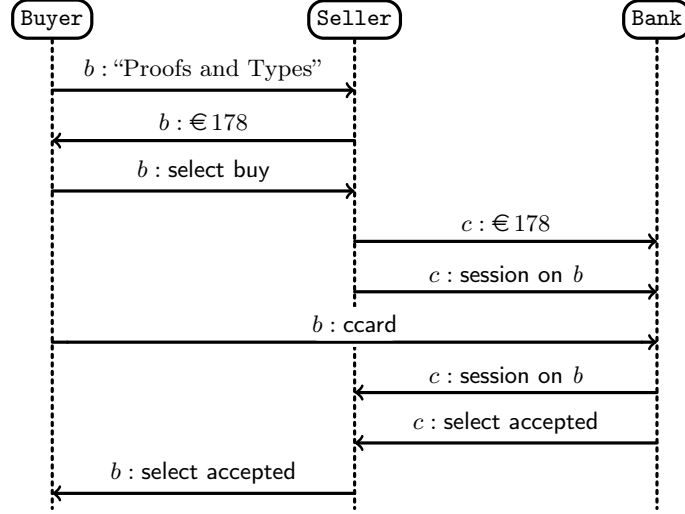 Buyer Seller Bank
b : “Proofs and Types”
b : €178
b : select buy
c : €178
c : session on b
b : ccard
c : session on b
c : select accepted
b : select accepted